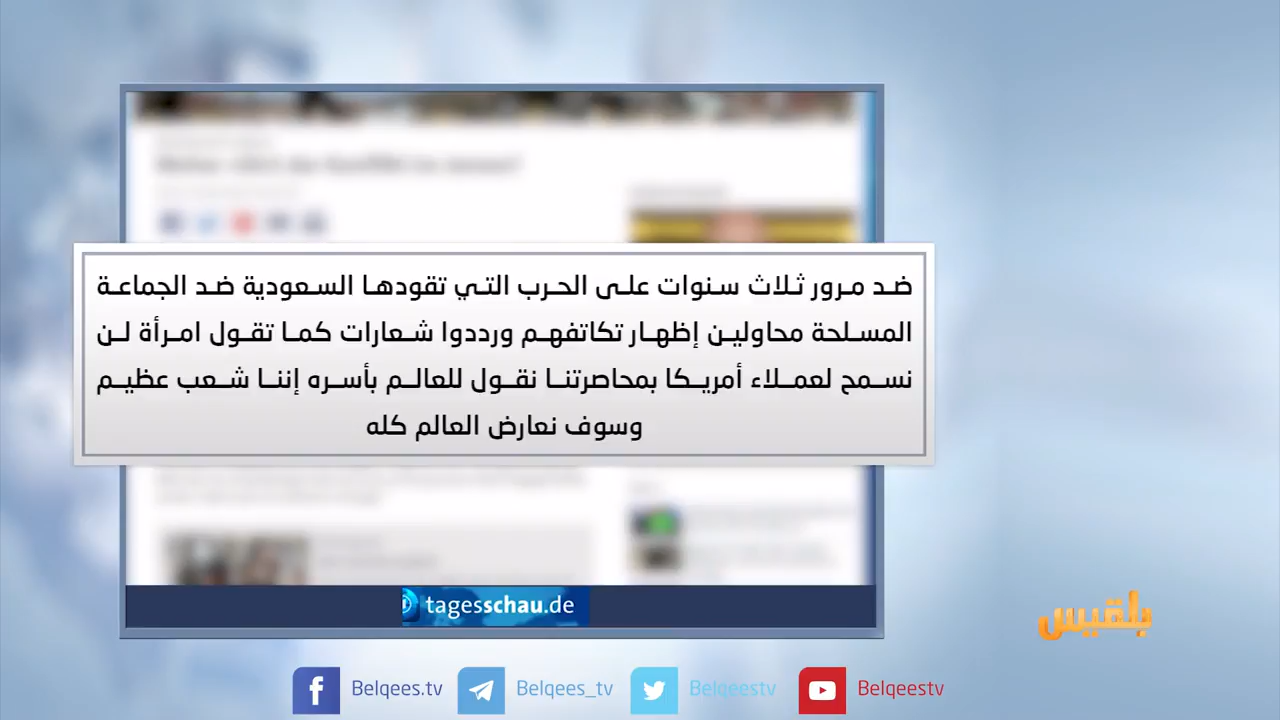 ضد مرور ثلاث سنوات على الحرب التي تقودها السعودية ضد الجماعة
المسلحة محاولين إظهار تكاتفهم ورددوا شعارات كما تقول امرأة لن
نسمح لعملاء أمريكا بمحاصرتنا نقول للعالم بأسره إننا شعب عظيم
وسوف نعارض العالم كله
tagesschau.de
بلقيس
Belqees.tv
Belqees_tv
Belqeestv
Belqeestv